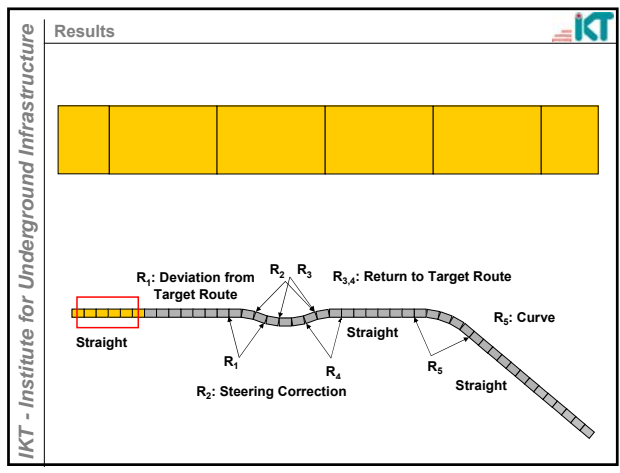 IKT - Institute for Underground Infrastructure
Results
iKT
R1: Deviation from
Target Route
R2 R3
R3,4: Return to Target Route
R5: Curve
Straight
R1
R4
Straight
R5
Straight
R2: Steering Correction